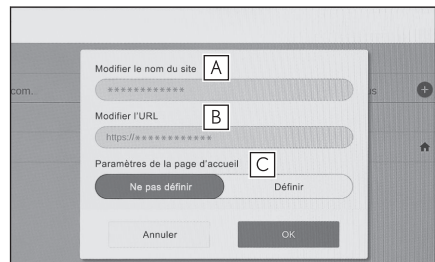 Modifier le nom du site A
************
com.
us
Modifier l'URL B
https://************
Paramètres de la page d'accueil C
Ne pas définir Définir
Annuler OK